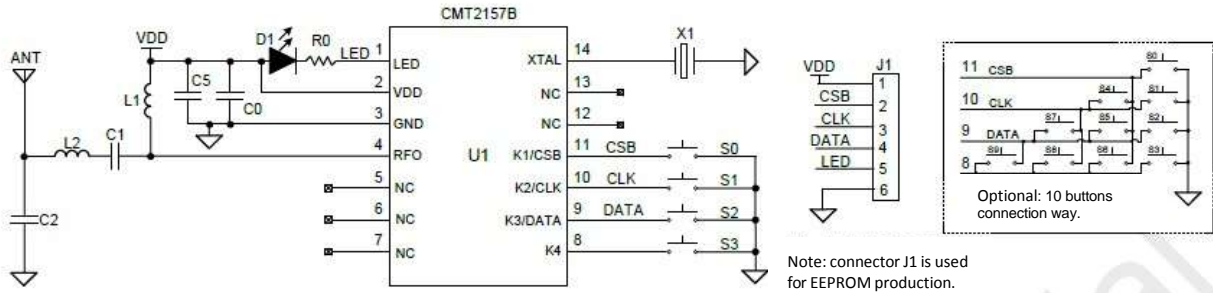 CMT2157B
ANT
VDD
D1
R0
LED
1
LED
VDD
2
GND
3
RFO
4
NC
5
NC
6
NC
7
L1
C5
C0
L2
C1
C2
U1
XTAL
14
X1
NC
13
NC
12
K1/CSB
11
CSB
S0
K2/CLK
10
CLK
S1
K3/DATA
9
DATA
S2
K4
8
S3
VDD
J1
1
CSB
2
CLK
3
DATA
4
LED
5
6
Note: connector J1 is used
for EEPROM production.
S0
11 CSB
S4 S1
10 CLK
S7 S5 S2
9 DATA
S9 S8 S6 S3
8
Optional: 10 buttons
connection way.